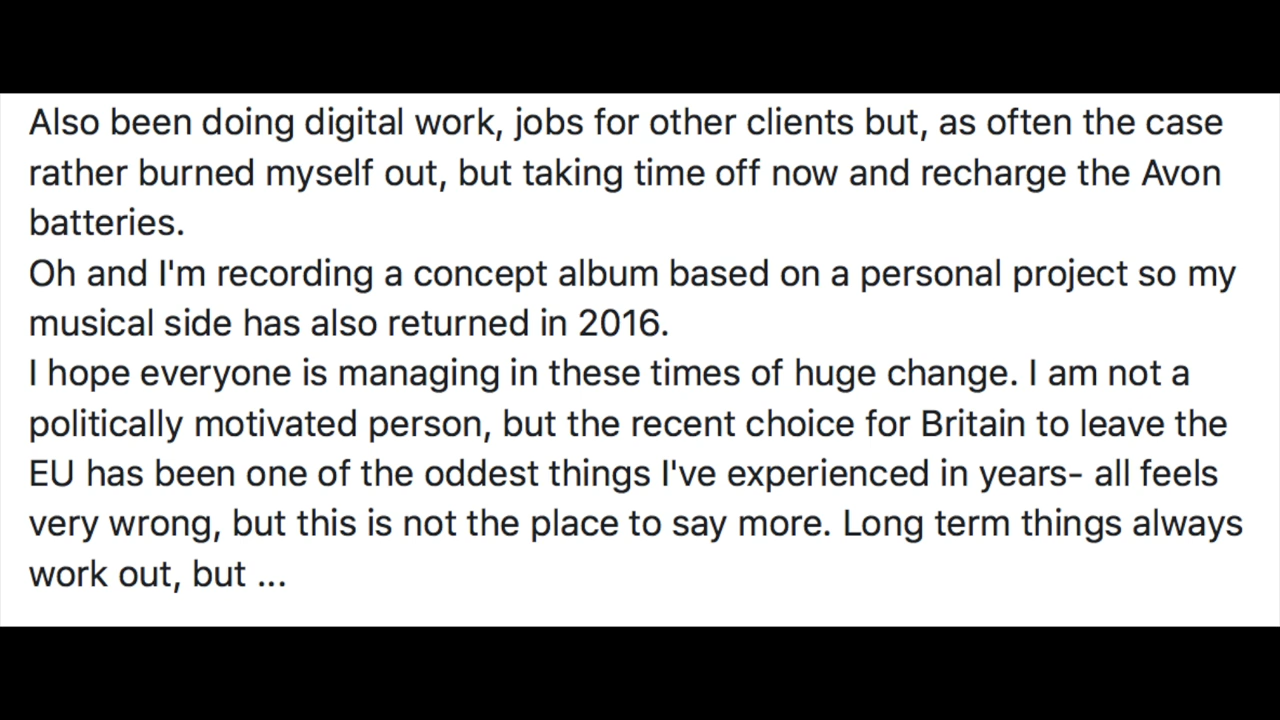 Also been doing digital work, jobs for other clients but, as often the case
rather burned myself out, but taking time off now and recharge the Avon
batteries.
Oh and I'm recording a concept album based on a personal project so my
musical side has also returned in 2016.
I hope everyone is managing in these times of huge change. I am not a
politically motivated person, but the recent choice for Britain to leave the
EU has been one of the oddest things I've experienced in years- all feels
very wrong, but this is not the place to say more. Long term things always
work out, but ...